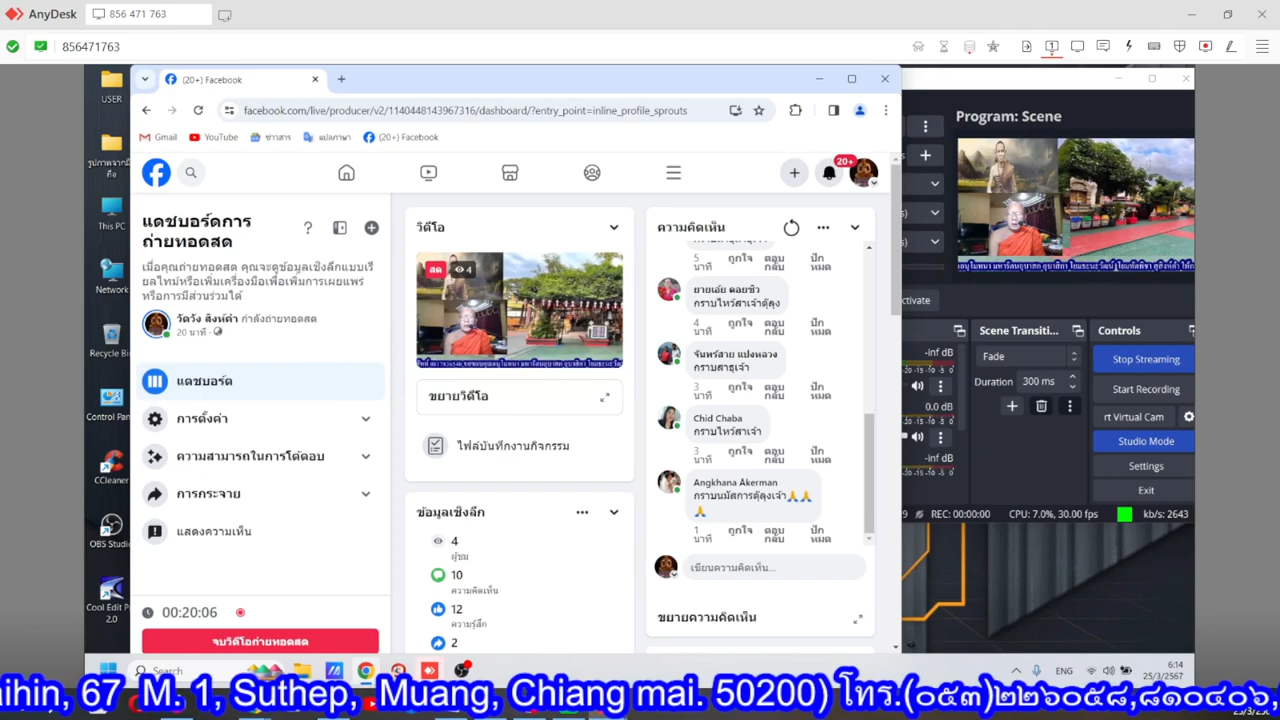 AnyDesk
856 471 763
856471763
(20+) Facebook
facebook.com/live/producer/v2/1140448143967316/dashboard/?entry_point=inline_profile_sprouts
Gmail
YouTube
ข่าวสาร
แปลภาษา
(20+) Facebook
USER
รูปภาพจากมือถือ
This PC
Network
Recycle Bin
Control Pan
CCleaner
OBS Studio
Cool Edit P
2.0
20+
แดชบอร์ดการ
ถ่ายทอดสด
เมื่อคุณถ่ายทอดสด คุณจะดูข้อมูลเชิงลึกแบบเรี
ยลไทม์หรือเพิ่มเครื่องมือเพื่อเพิ่มการเผยแพร่
หรือการมีส่วนร่วมได้
วัดวัง สิงห์คำ กำลังถ่ายทอดสด
20 นาที ·
แดชบอร์ด
การตั้งค่า
ความสามารถในการโต้ตอบ
การกระจาย
แสดงความเห็น
00:20:06
จบวิดีโอถ่ายทอดสด
วิดีโอ
สด
4
ขยายวิดีโอ
ไฟล์บันทึกงานกิจกรรม
ข้อมูลเชิงลึก
4
ผู้ชม
10
ความคิดเห็น
12
ความรู้สึก
2
ความคิดเห็น
5
นาที
ถูกใจ
ตอบ
กลับ
ปัก
หมุด
ยายเอ้ย ดอยซิว
กราบไหว้สาเจ้าตุ๊ลุง
4
นาที
ถูกใจ
ตอบ
กลับ
ปัก
หมุด
จันทร์สาย แปงหลวง
กราบสาธุเจ้า
3
นาที
ถูกใจ
ตอบ
กลับ
ปัก
หมุด
Chid Chaba
กราบไหว้สาเจ้า
3
นาที
ถูกใจ
ตอบ
กลับ
ปัก
หมุด
Angkhana Akerman
กราบนมัสการตุ๊ลุงเจ้า🙏🙏
🙏
1
นาที
ถูกใจ
ตอบ
กลับ
ปัก
หมุด
เขียนความคิดเห็น...
ขยายความคิดเห็น
Program: Scene
activate
Scene Transiti...
Controls
-inf dB
Fade
Stop Streaming
Duration
300 ms
Start Recording
0.0 dB
rt Virtual Cam
Studio Mode
-inf dB
Settings
Exit
REC: 00:00:00
CPU: 7.0%, 30.00 fps
kb/s: 2643
Search
ENG
6:14
25/3/2567
aihin, 67 M. 1, Suthep, Muang, Chiang mai. 50200) โทร.(๐๕๓)๒๒๖๐๕๘,๘๑๐๔๐๖,